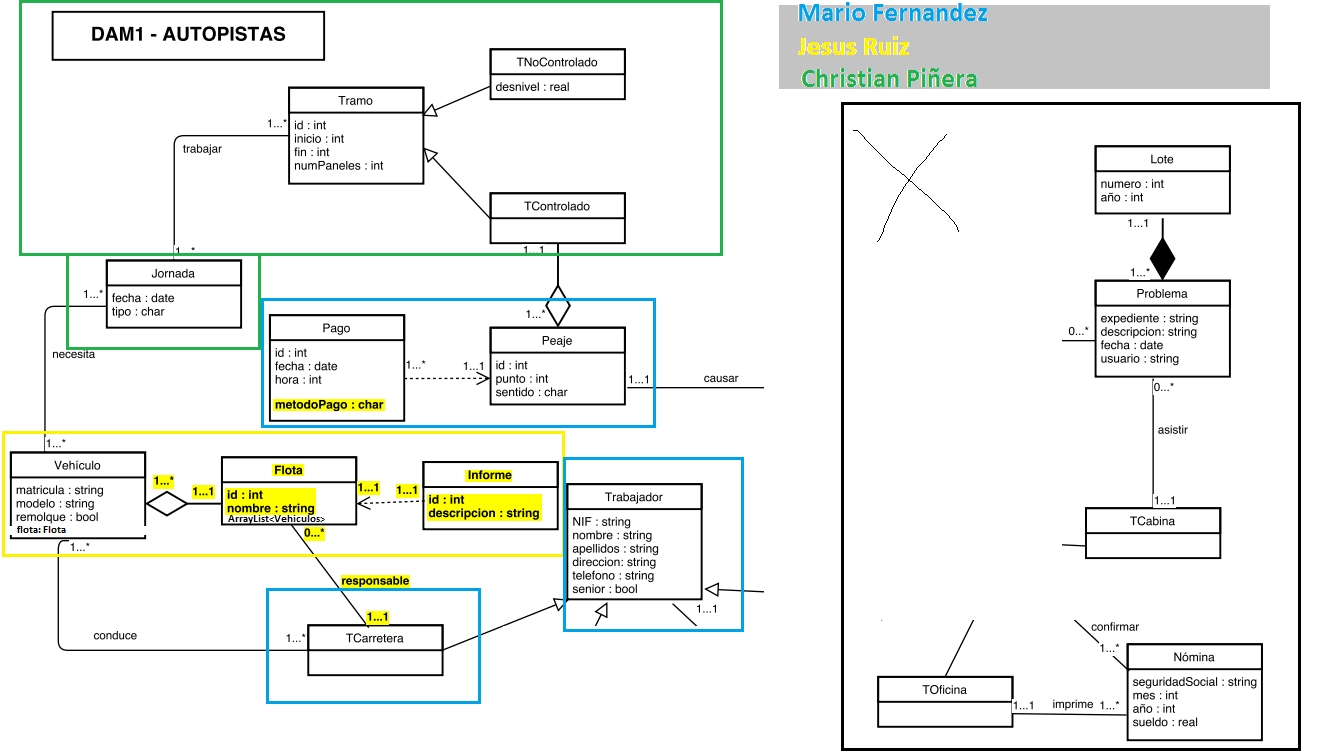 DAM1 - AUTOPISTAS
Mario Fernandez
Jesus Ruiz
Christian Piñera
TNoControlado
desnivel : real
Tramo
id : int
inicio : int
fin : int
numPaneles : int
1...*
trabajar
TControlado
1...1
1...*
Jornada
fecha : date
tipo : char
1...*
necesita
1...*
Pago
id : int
fecha : date
hora : int
metodoPago : char
1...*
1...1
1...*
Peaje
id : int
punto : int
sentido : char
1...1
causar
Vehículo
matricula : string
modelo : string
remolque : bool
flota: Flota
1...*
1...*
1...1
Flota
id : int
nombre : string
ArrayList<Vehiculos>
1...1
1...1
0...*
Informe
id : int
descripcion : string
responsable
1...1
conduce
1...*
TCarretera
Trabajador
NIF : string
nombre : string
apellidos : string
direccion: string
telefono : string
senior : bool
1...1
Lote
numero : int
año : int
1...1
1...*
Problema
expediente : string
descripcion: string
fecha : date
usuario : string
0...*
0...*
asistir
1...1
TCabina
confirmar
1...*
Nómina
seguridadSocial : string
mes : int
año : int
sueldo : real
TOficina
1...1
imprime
1...*